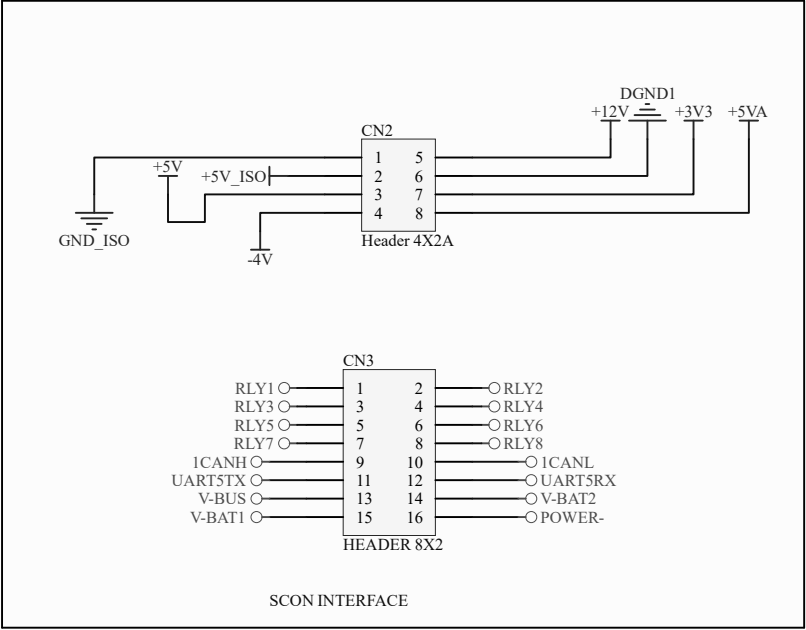 DGND1
+12V
+3V3
+5VA
CN2
+5V
+5V_ISO
1 5
2 6
3 7
4 8
GND_ISO
Header 4X2A
-4V
CN3
RLY1 1 2 RLY2
RLY3 3 4 RLY4
RLY5 5 6 RLY6
RLY7 7 8 RLY8
1CANH 9 10 1CANL
UART5TX 11 12 UART5RX
V-BUS 13 14 V-BAT2
V-BAT1 15 16 POWER-
HEADER 8X2
SCON INTERFACE